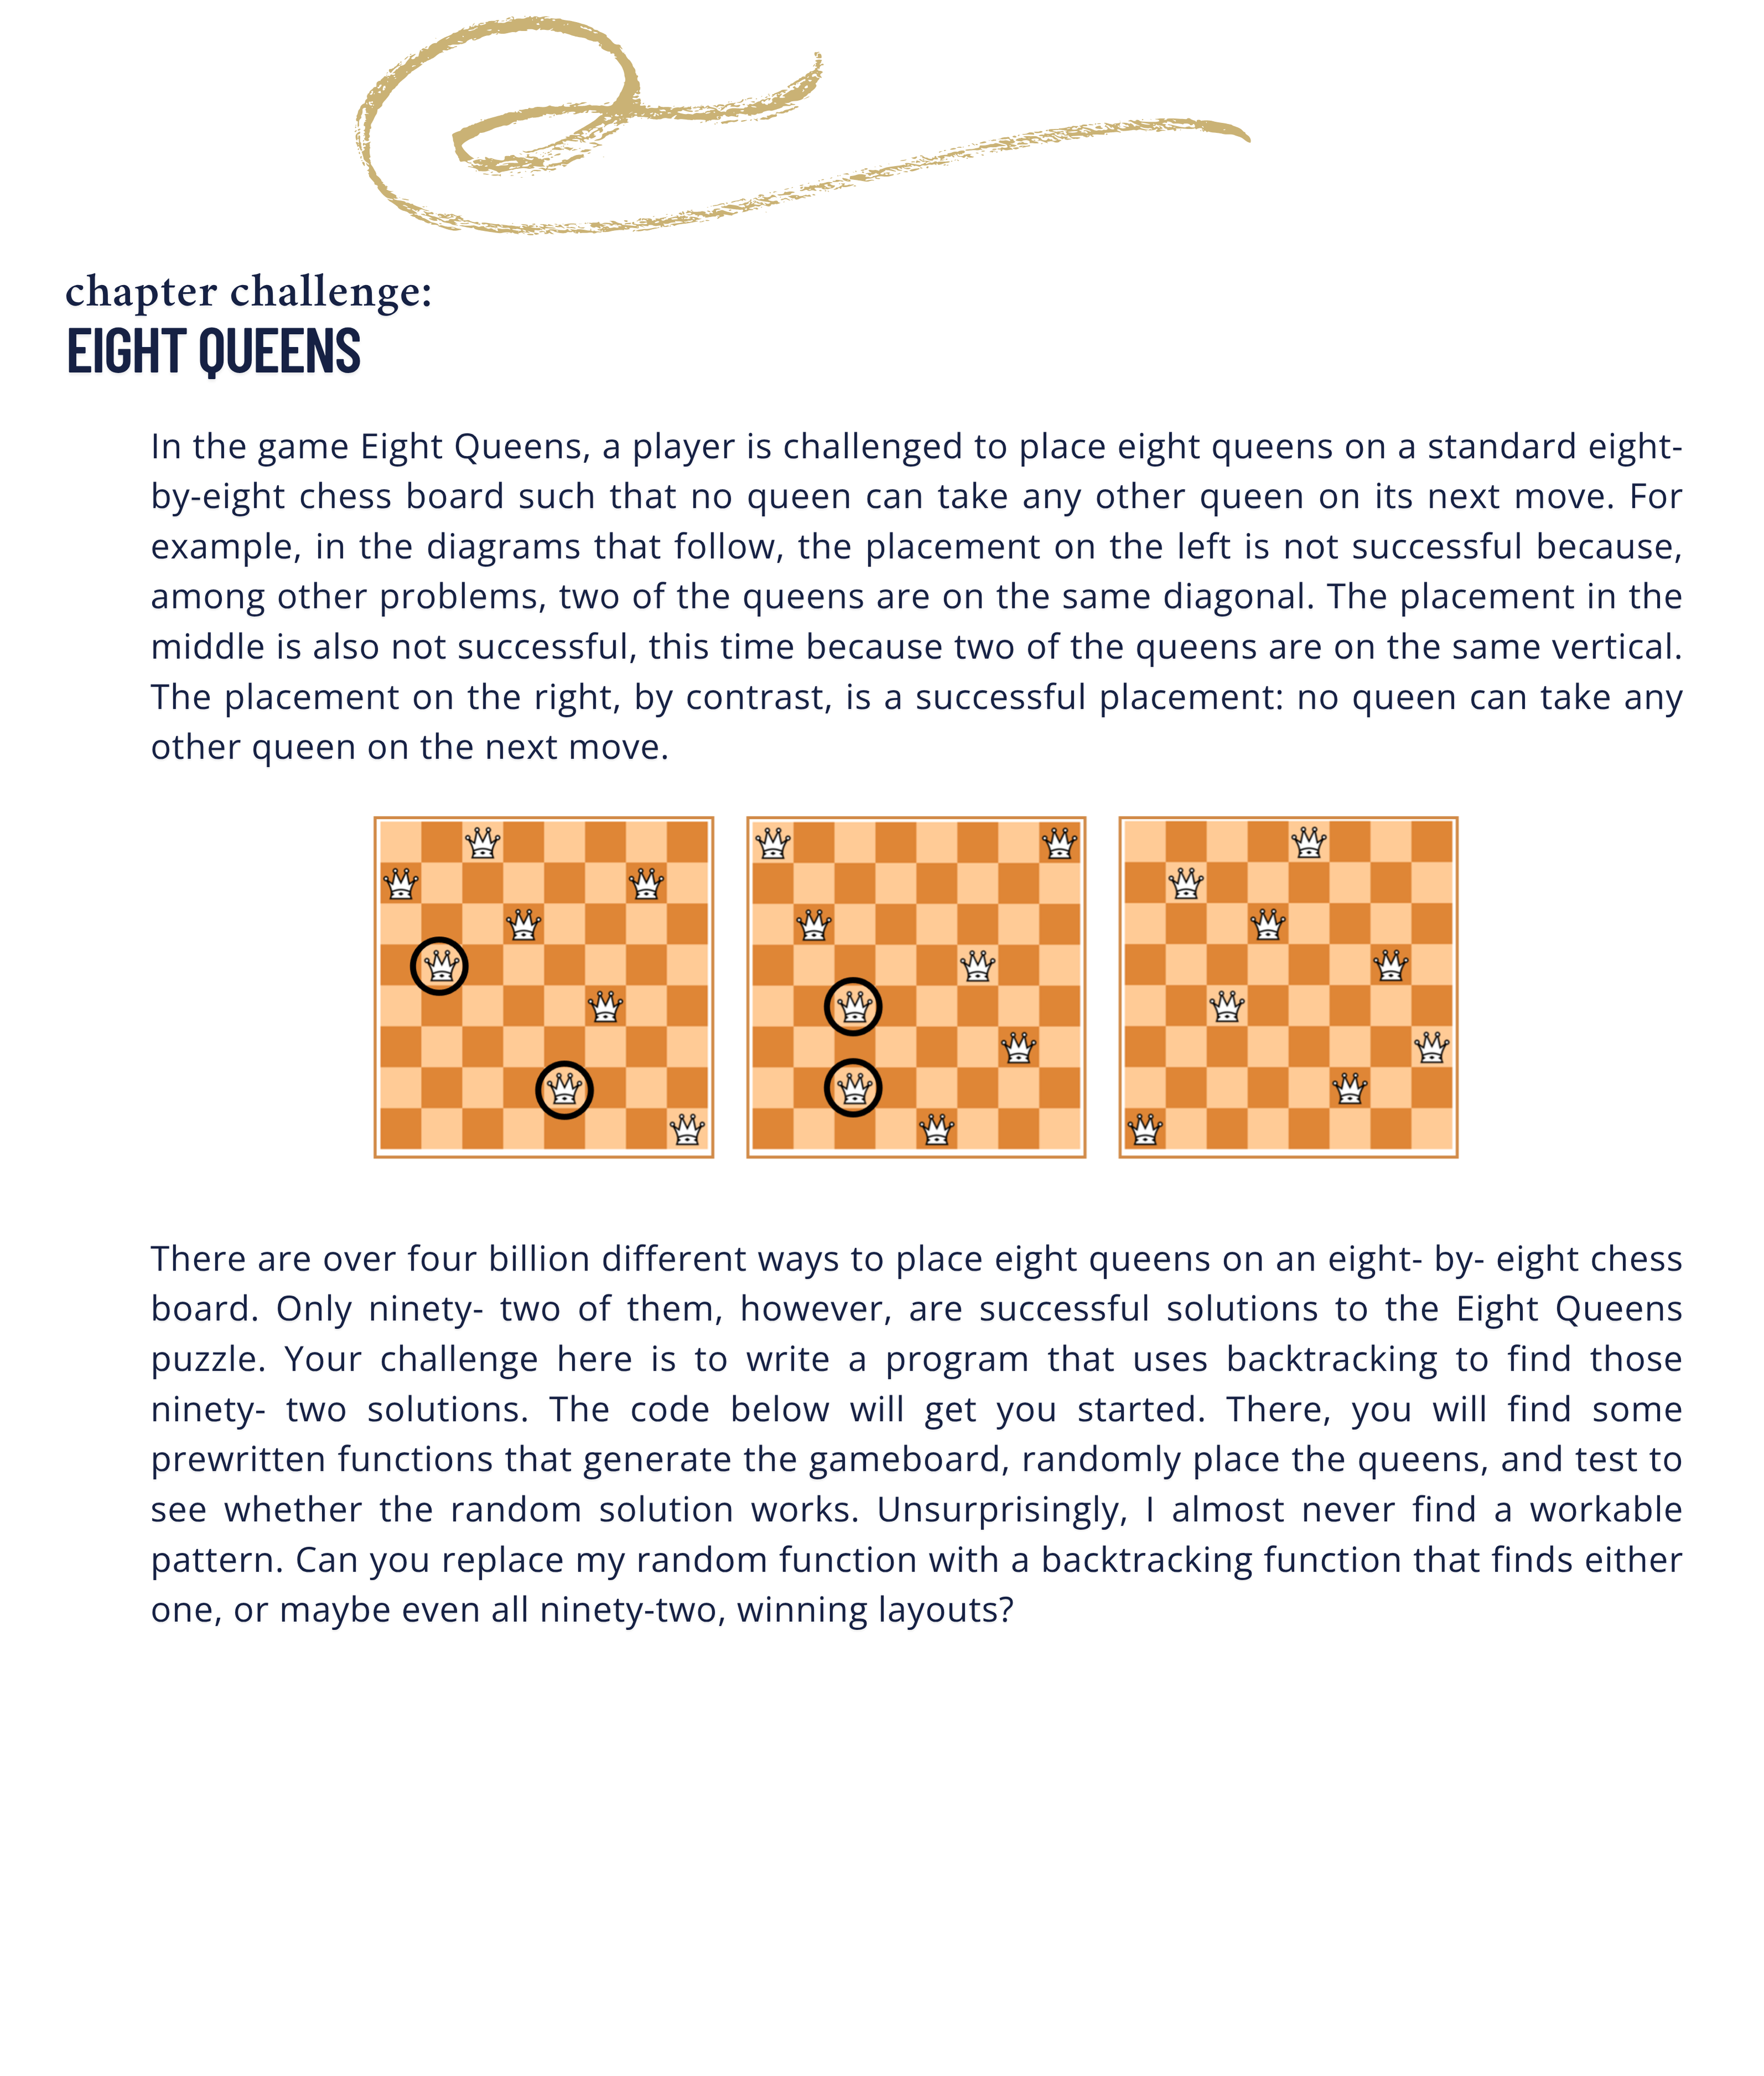 chapter challenge:
EIGHT QUEENS
In the game Eight Queens, a player is challenged to place eight queens on a standard eight-
by-eight chess board such that no queen can take any other queen on its next move. For
example, in the diagrams that follow, the placement on the left is not successful because,
among other problems, two of the queens are on the same diagonal. The placement in the
middle is also not successful, this time because two of the queens are on the same vertical.
The placement on the right, by contrast, is a successful placement: no queen can take any
other queen on the next move.
There are over four billion different ways to place eight queens on an eight- by- eight chess
board. Only ninety- two of them, however, are successful solutions to the Eight Queens
puzzle. Your challenge here is to write a program that uses backtracking to find those
ninety- two solutions. The code below will get you started. There, you will find some
prewritten functions that generate the gameboard, randomly place the queens, and test to
see whether the random solution works. Unsurprisingly, I almost never find a workable
pattern. Can you replace my random function with a backtracking function that finds either
one, or maybe even all ninety-two, winning layouts?